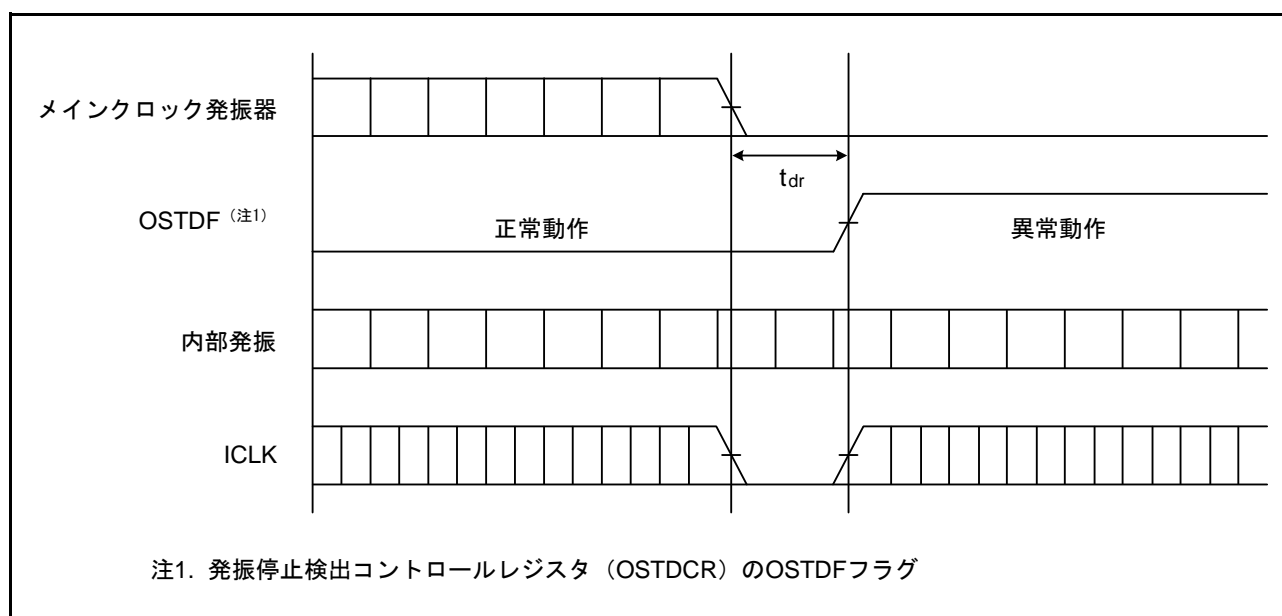 メインクロック発振器
tdr
OSTDF（注1）
正常動作
異常動作
内部発振
ICLK
注1. 発振停止検出コントロールレジスタ（OSTDCR）のOSTDFフラグ